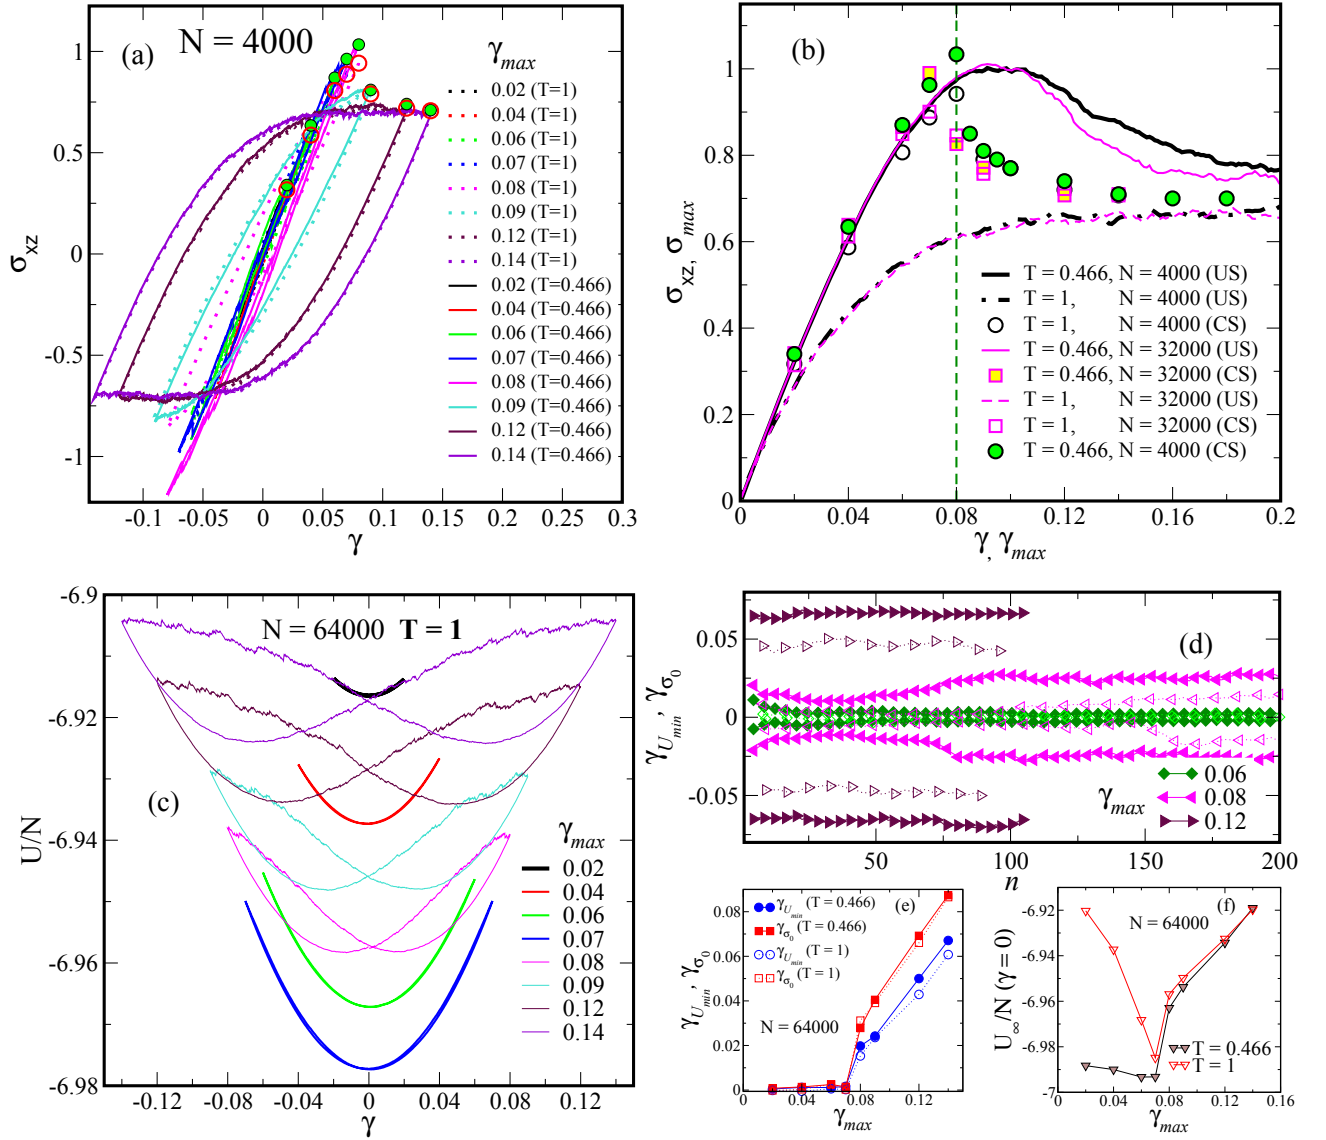 (a)
N = 4000
γmax
0.02 (T=1)
0.04 (T=1)
0.06 (T=1)
0.07 (T=1)
0.08 (T=1)
0.09 (T=1)
0.12 (T=1)
0.14 (T=1)
0.02 (T=0.466)
0.04 (T=0.466)
0.06 (T=0.466)
0.07 (T=0.466)
0.08 (T=0.466)
0.09 (T=0.466)
0.12 (T=0.466)
0.14 (T=0.466)
1
0.5
0
-0.5
-1
σxz
-0.1 -0.05 0 0.05 0.1 0.15 0.2 0.25 0.3
γ
(b)
1
0.8
0.6
0.4
0.2
0
σxz, σmax
T = 0.466, N = 4000 (US)
T = 1, N = 4000 (US)
T = 1, N = 4000 (CS)
T = 0.466, N = 32000 (US)
T = 0.466, N = 32000 (CS)
T = 1, N = 32000 (US)
T = 1, N = 32000 (CS)
T = 0.466, N = 4000 (CS)
0 0.04 0.08 0.12 0.16 0.2
γ, γmax
-6.9
-6.92
-6.94
-6.96
-6.98
U/N
N = 64000 T = 1
(c)
γmax
0.02
0.04
0.06
0.07
0.08
0.09
0.12
0.14
-0.12 -0.08 -0.04 0 0.04 0.08 0.12
γ
(d)
0.05
0
-0.05
γUmin, γσ0
γmax
0.06
0.08
0.12
50 100 150 200
n
(e)
γUmin (T = 0.466)
γσ0 (T = 0.466)
γUmin (T = 1)
γσ0 (T = 1)
N = 64000
0.08
0.06
0.04
0.02
0
γUmin, γσ0
0 0.04 0.08 0.12
γmax
(f)
N = 64000
-6.92
-6.94
-6.96
-6.98
-7
U∞/N (γ = 0)
T = 0.466
T = 1
0 0.04 0.08 0.12 0.16
γmax